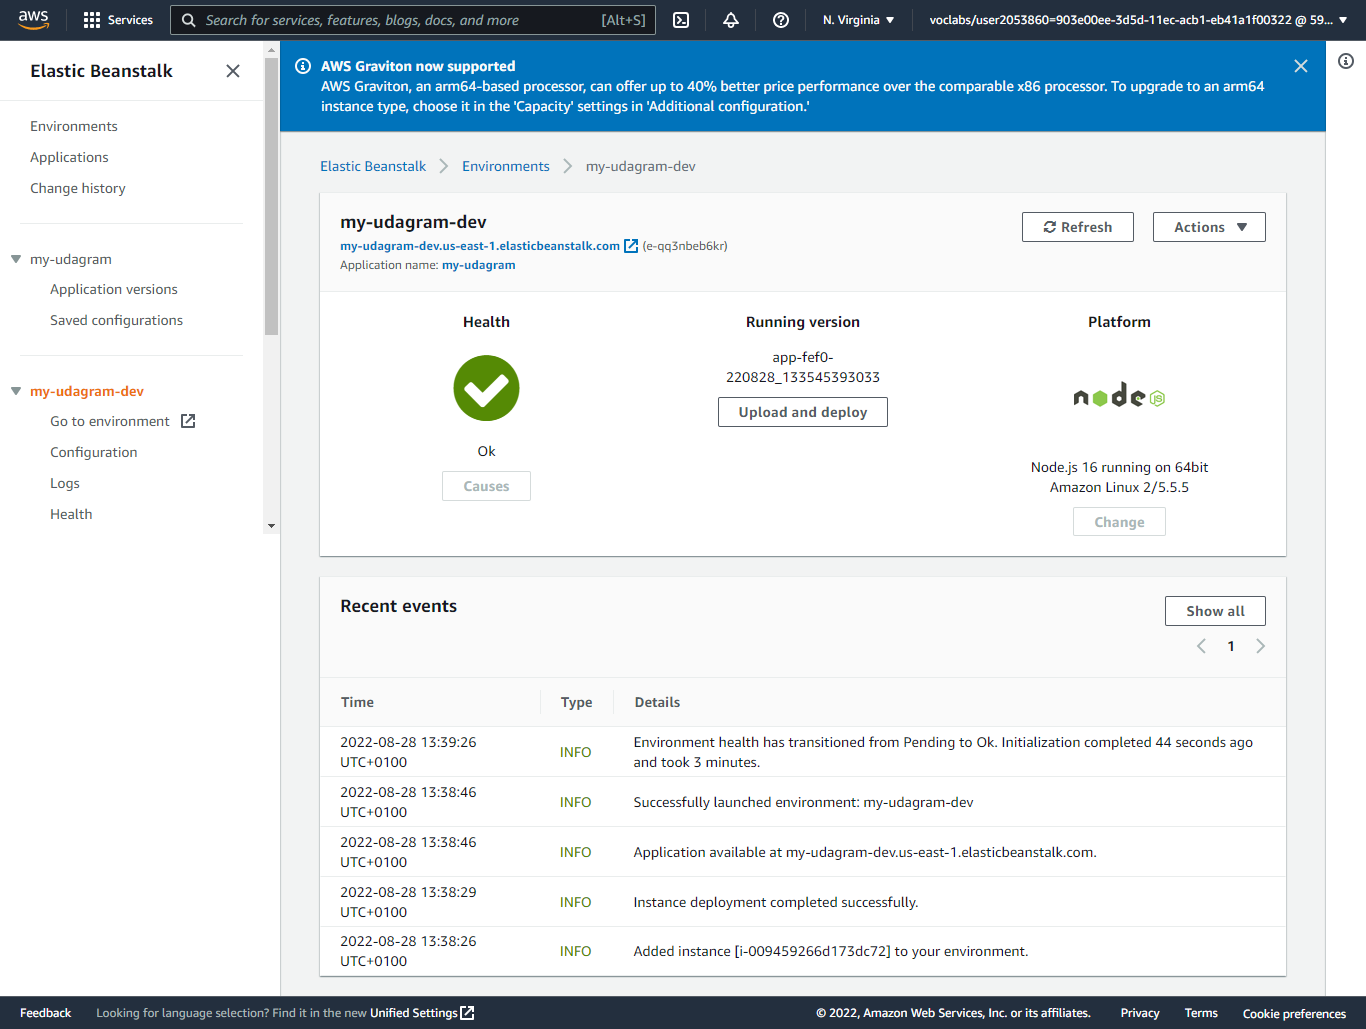 aws
Services
Search for services, features, blogs, docs, and more
[Alt+S]
N. Virginia
voclabs/user2053860=903e00ee-3d5d-11ec-acb1-eb41a1f00322 @ 59...
Elastic Beanstalk
Environments
Applications
Change history
my-udagram
Application versions
Saved configurations
my-udagram-dev
Go to environment
Configuration
Logs
Health
AWS Graviton now supported
AWS Graviton, an arm64-based processor, can offer up to 40% better price performance over the comparable x86 processor. To upgrade to an arm64
instance type, choose it in the 'Capacity' settings in 'Additional configuration.'
Elastic Beanstalk
Environments
my-udagram-dev
my-udagram-dev
my-udagram-dev.us-east-1.elasticbeanstalk.com (e-qq3nbeb6kr)
Application name: my-udagram
Refresh
Actions
Health
Ok
Causes
Running version
app-fef0-
220828_133545393033
Upload and deploy
Platform
node
JS
Node.js 16 running on 64bit
Amazon Linux 2/5.5.5
Change
Recent events
Show all
1
Time Type Details
2022-08-28 13:39:26
UTC+0100
INFO
Environment health has transitioned from Pending to Ok. Initialization completed 44 seconds ago
and took 3 minutes.
2022-08-28 13:38:46
UTC+0100
INFO
Successfully launched environment: my-udagram-dev
2022-08-28 13:38:46
UTC+0100
INFO
Application available at my-udagram-dev.us-east-1.elasticbeanstalk.com.
2022-08-28 13:38:29
UTC+0100
INFO
Instance deployment completed successfully.
2022-08-28 13:38:26
UTC+0100
INFO
Added instance [i-009459266d173dc72] to your environment.
Feedback
Looking for language selection? Find it in the new Unified Settings
© 2022, Amazon Web Services, Inc. or its affiliates.
Privacy
Terms
Cookie preferences